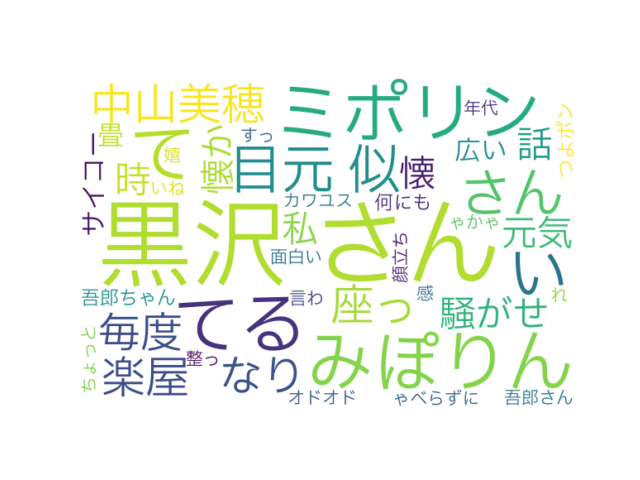 中山美穂
ミポリン
年代
畳
て
すっ
懐か
広い
話
つよポン
サイコー
嬉
時
いね
目元
似
懐
さん
カワユス
何にも
黒沢さん
私
ゃかゃ
元気
面白い
顔立ち
い
吾郎ちゃん
言わ
てる
座っ
感
れ
騒がせ
毎度
ちょっと
整っ
楽屋
なり
みぽりん
オドオド
ゃべらずに
吾郎さん